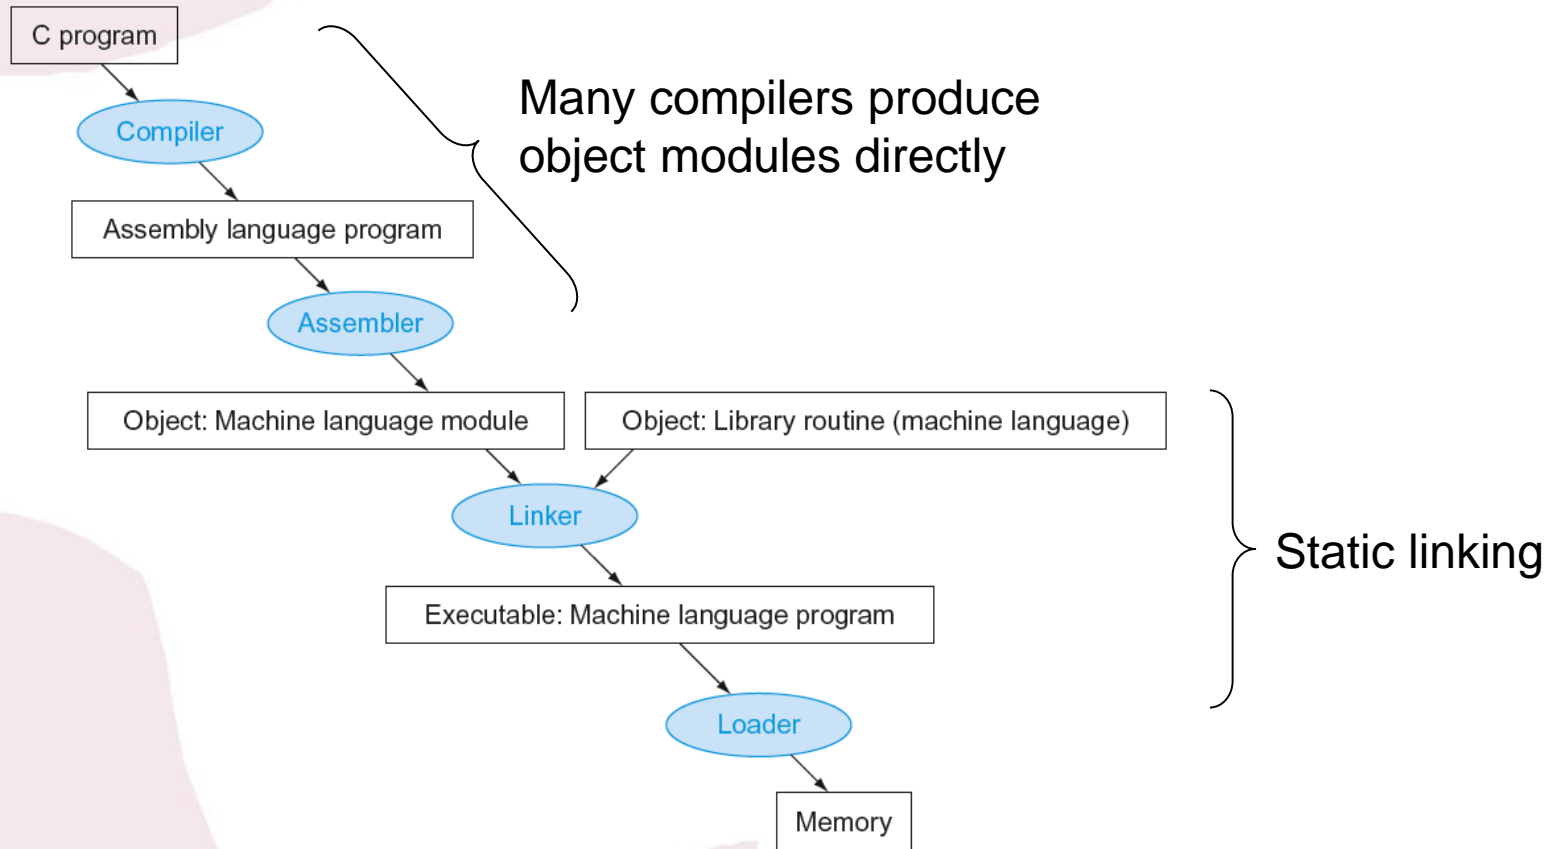 C program
Many compilers produce
object modules directly
Compiler
Assembly language program
Assembler
Object: Machine language module
Object: Library routine (machine language)
Linker
Static linking
Executable: Machine language program
Loader
Memory